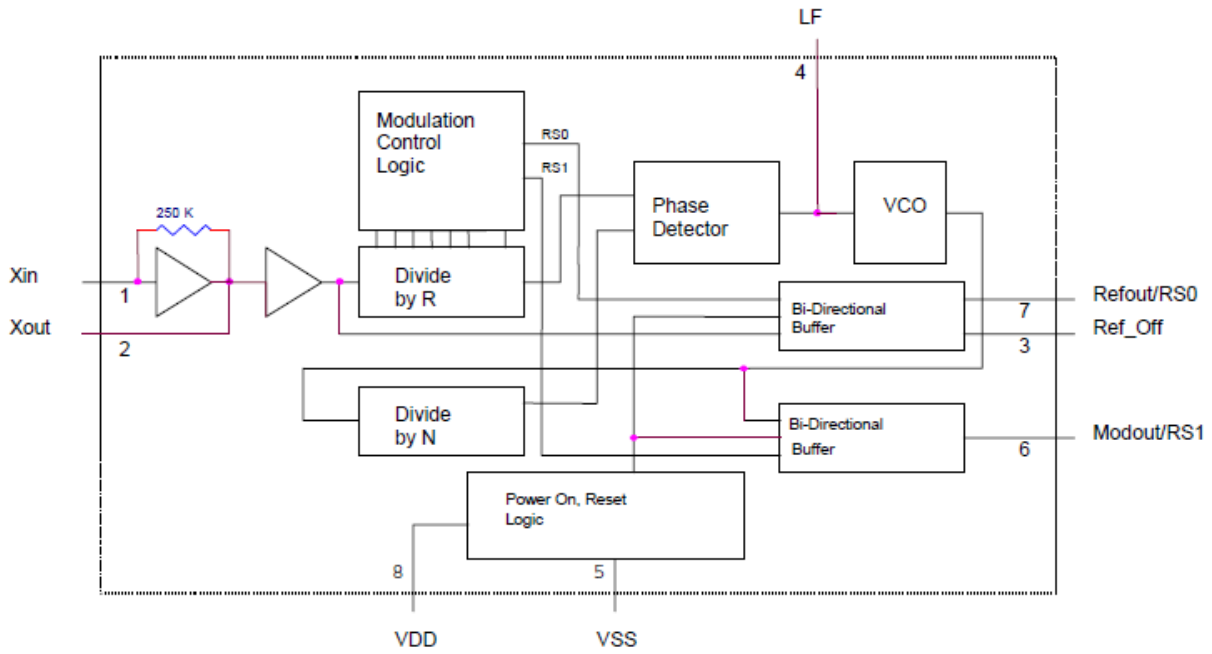 LF
4
Modulation
Control
Logic
RS0
RS1
Phase
Detector
VCO
250 K
Xin
1
Divide
by R
Bi-Directional
Buffer
7
Refout/RS0
Xout
2
3
Ref_Off
Divide
by N
Bi-Directional
Buffer
6
Modout/RS1
Power On, Reset
Logic
8
5
VDD
VSS